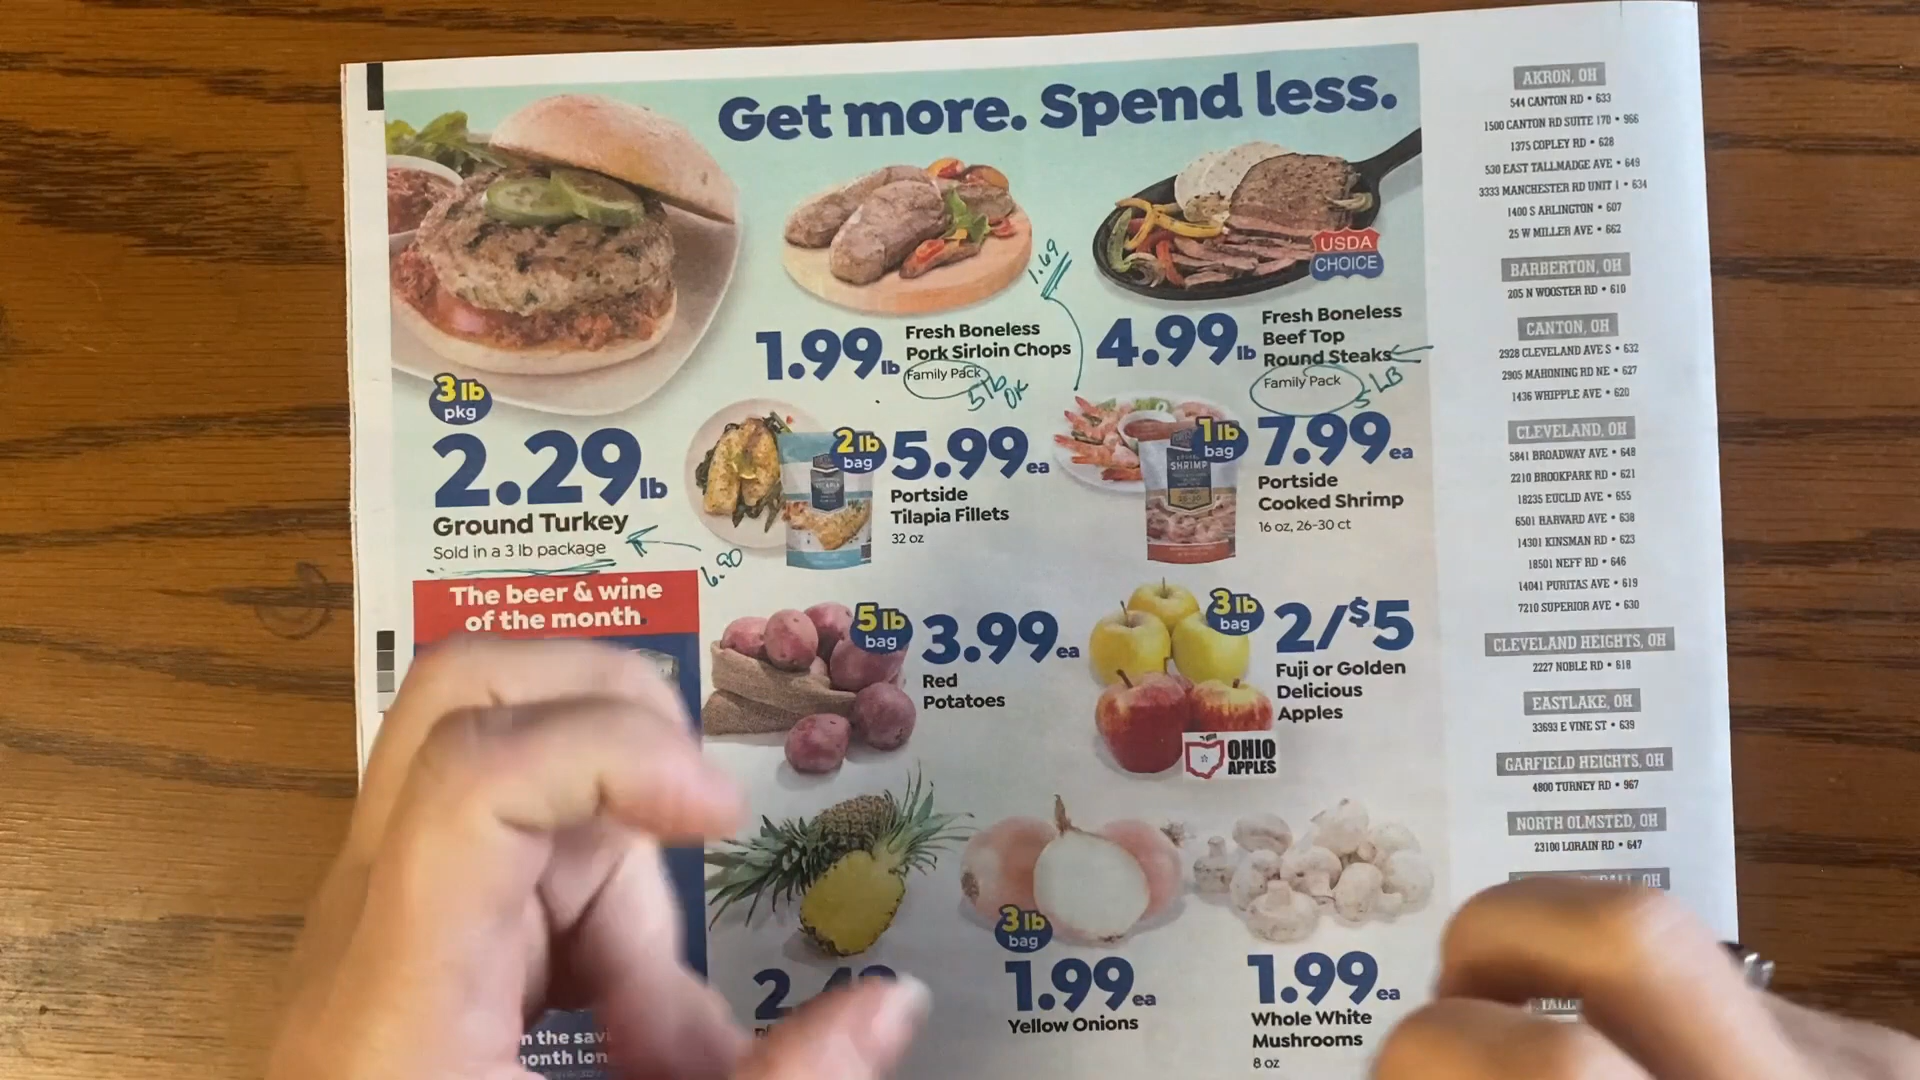 Get more. Spend less.
USDA
CHOICE
1.69
1.99 lb
Fresh Boneless
Pork Sirloin Chops
Family Pack
5 lb
OK
4.99 lb
Fresh Boneless
Beef Top
Round Steaks
Family Pack
5 LB
3 lb
pkg
2.29 lb
Ground Turkey
Sold in a 3 lb package
6.90
2 lb
bag
5.99 ea
Portside
Tilapia Fillets
32 oz
SHRIMP
1 lb
bag
7.99 ea
Portside
Cooked Shrimp
16 oz, 26-30 ct
The beer & wine
of the month.
5 lb
bag
3.99 ea
Red
Potatoes
3 lb
bag
2/$5
Fuji or Golden
Delicious
Apples
OHIO
APPLES
3 lb
bag
1.99 ea
Yellow Onions
1.99 ea
Whole White
Mushrooms
8 oz
AKRON, OH
544 CANTON RD • 633
1500 CANTON RD SUITE 170 • 966
1375 COPLEY RD • 628
530 EAST TALLMADGE AVE • 649
3333 MANCHESTER RD UNIT 1 • 634
1400 S ARLINGTON • 607
25 W MILLER AVE • 662
BARBERTON, OH
205 N WOOSTER RD • 610
CANTON, OH
2928 CLEVELAND AVE S • 632
2905 MAHONING RD NE • 627
1436 WHIPPLE AVE • 620
CLEVELAND, OH
5841 BROADWAY AVE • 648
2210 BROOKPARK RD • 621
18235 EUCLID AVE • 655
6501 HARVARD AVE • 638
14301 KINSMAN RD • 623
18501 NEFF RD • 646
14041 PURITAS AVE • 619
7210 SUPERIOR AVE • 630
CLEVELAND HEIGHTS, OH
2227 NOBLE RD • 618
EASTLAKE, OH
33693 E VINE ST • 639
GARFIELD HEIGHTS, OH
4800 TURNEY RD • 967
NORTH OLMSTED, OH
23100 LORAIN RD • 647
OH
the